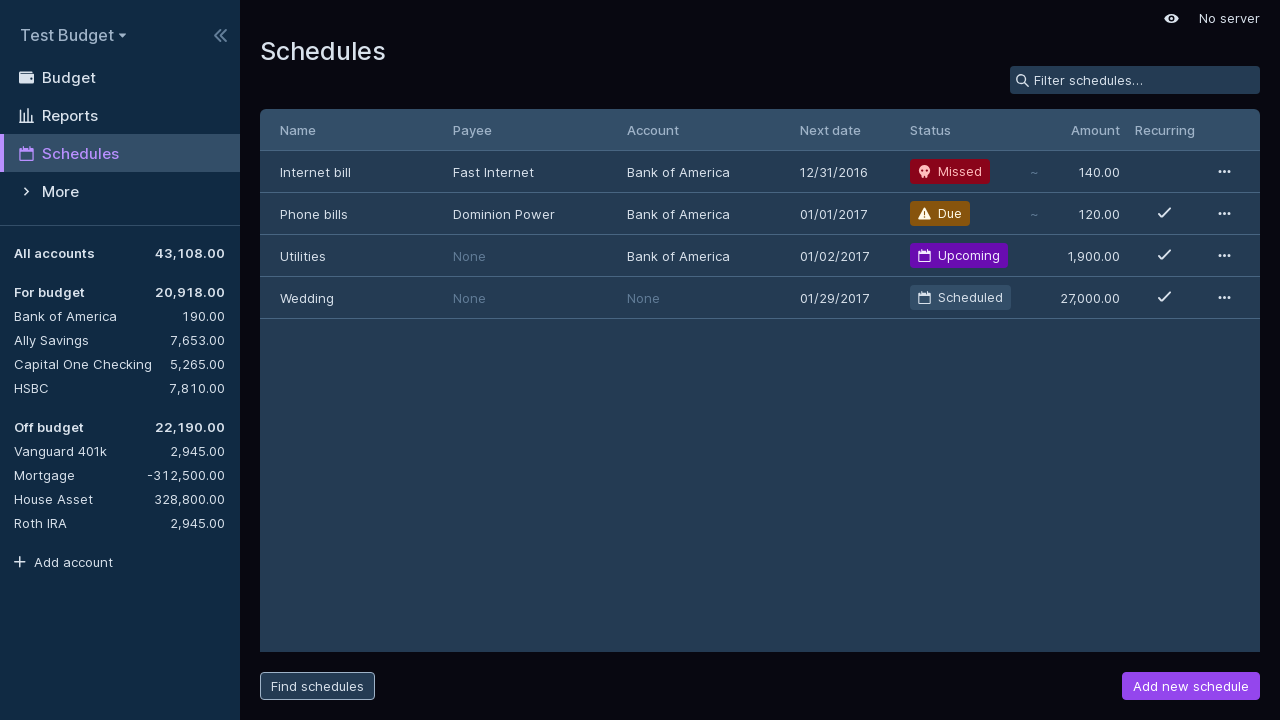 Test Budget
Budget
Reports
Schedules
More
All accounts 43,108.00
For budget 20,918.00
Bank of America 190.00
Ally Savings 7,653.00
Capital One Checking 5,265.00
HSBC 7,810.00
Off budget 22,190.00
Vanguard 401k 2,945.00
Mortgage -312,500.00
House Asset 328,800.00
Roth IRA 2,945.00
Add account
No server
Schedules
Filter schedules...
Name Payee Account Next date Status Amount Recurring
Internet bill Fast Internet Bank of America 12/31/2016 Missed ~ 140.00
Phone bills Dominion Power Bank of America 01/01/2017 Due ~ 120.00
Utilities None Bank of America 01/02/2017 Upcoming 1,900.00
Wedding None None 01/29/2017 Scheduled 27,000.00
Find schedules Add new schedule